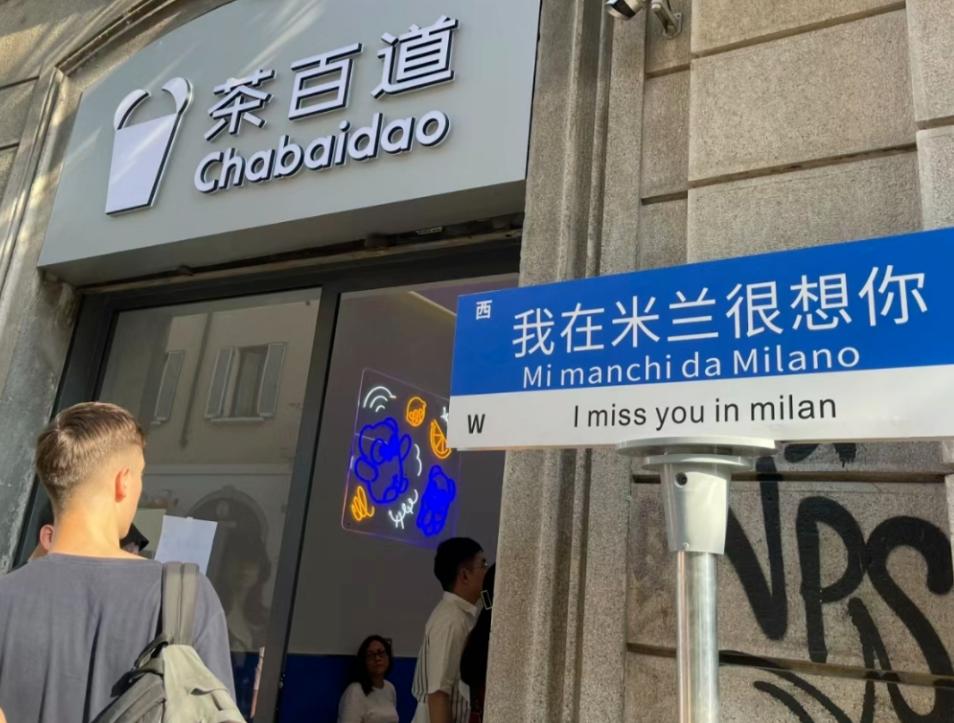 茶百道
Chabaidao
西
我在米兰很想你
Mi manchi da Milano
W
I miss you in milan